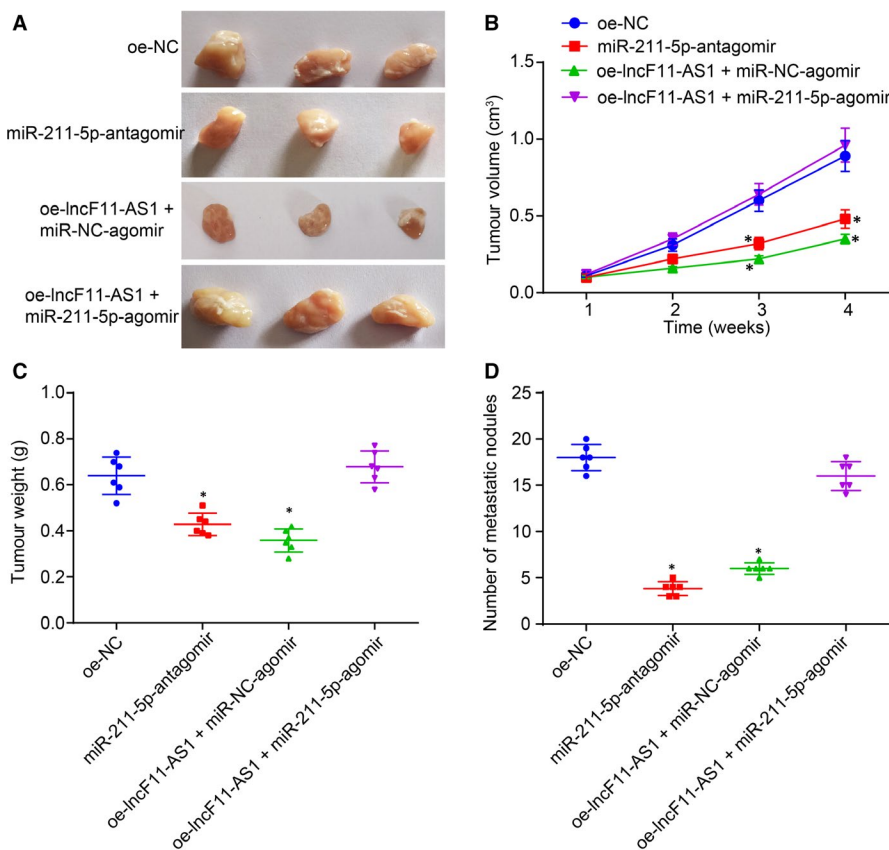 A
oe-NC
miR-211-5p-antagomir
oe-lncF11-AS1 +
miR-NC-agomir
oe-lncF11-AS1 +
miR-211-5p-agomir
B
oe-NC
miR-211-5p-antagomir
oe-lncF11-AS1 + miR-NC-agomir
oe-lncF11-AS1 + miR-211-5p-agomir
Tumour volume (cm³)
1.5
1.0
0.5
0.0
*
*
*
*
1 2 3 4
Time (weeks)
C
Tumour weight (g)
1.0
0.8
0.6
0.4
0.2
0.0
*
*
oe-NC
miR-211-5p-antagomir
oe-lncF11-AS1 + miR-NC-agomir
oe-lncF11-AS1 + miR-211-5p-agomir
D
Number of metastatic nodules
25
20
15
10
5
0
*
*
oe-NC
miR-211-5p-antagomir
oe-lncF11-AS1 + miR-NC-agomir
oe-lncF11-AS1 + miR-211-5p-agomir